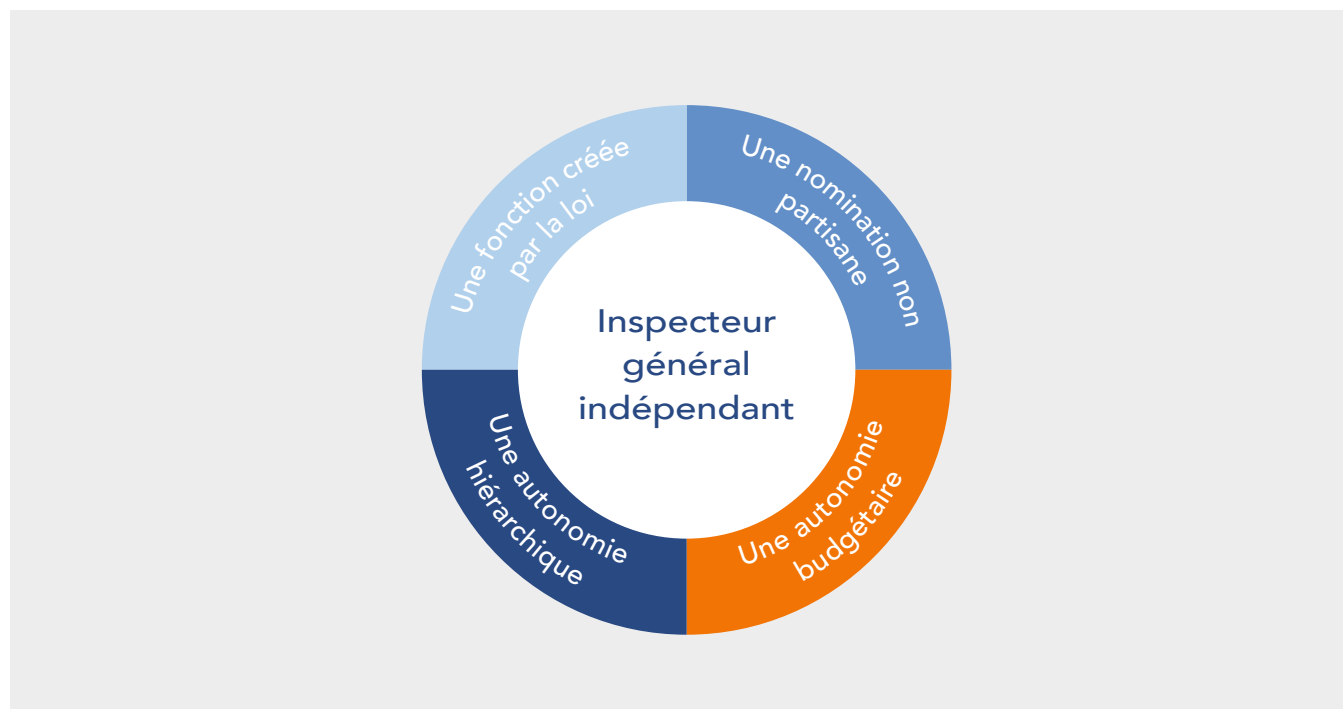 Une fonction créée
par la loi
Une nomination non
partisane
Inspecteur
général
indépendant
Une autonomie
hiérarchique
Une autonomie
budgétaire